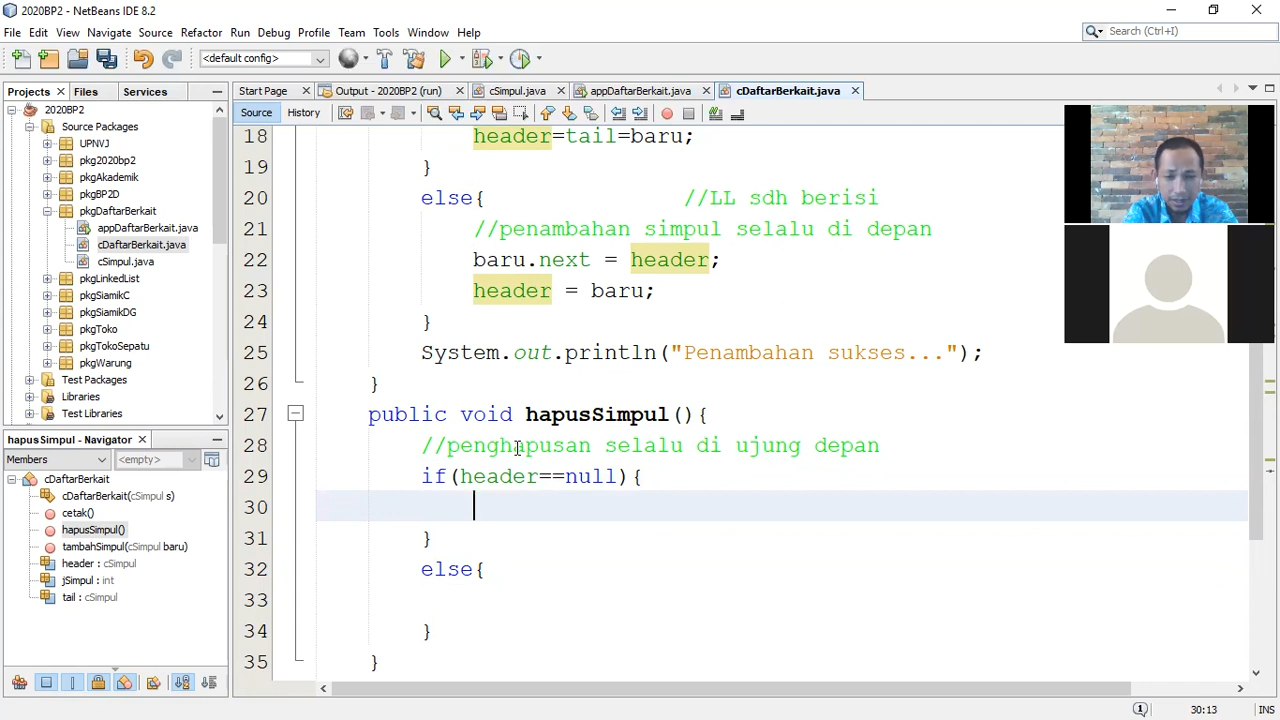 2020BP2 - NetBeans IDE 8.2
File Edit View Navigate Source Refactor Run Debug Profile Team Tools Window Help
Search (Ctrl+I)
<default config>
Projects Files Services
Start Page Output - 2020BP2 (run) cSimpul.java appDaftarBerkait.java cDaftarBerkait.java
Source History
2020BP2
Source Packages
UPNVJ
pkg2020bp2
pkgAkademik
pkgBP2D
pkgDaftarBerkait
appDaftarBerkait.java
cDaftarBerkait.java
cSimpul.java
pkgLinkedList
pkgSiamikC
pkgSiamikDG
pkgToko
pkgTokoSepatu
pkgWarung
Test Packages
Libraries
Test Libraries
hapusSimpul - Navigator
Members <empty>
cDaftarBerkait
cDaftarBerkait(cSimpul s)
cetak()
hapusSimpul()
tambahSimpul(cSimpul baru)
header : cSimpul
jSimpul : int
tail : cSimpul
18 header=tail=baru;
19 }
20 else{ //LL sdh berisi
21 //penambahan simpul selalu di depan
22 baru.next = header;
23 header = baru;
24 }
25 System.out.println("Penambahan sukses...");
26 }
27 public void hapusSimpul(){
28 //penghapusan selalu di ujung depan
29 if(header==null){
30
31 }
32 else{
33
34 }
35 }
30:13 INS